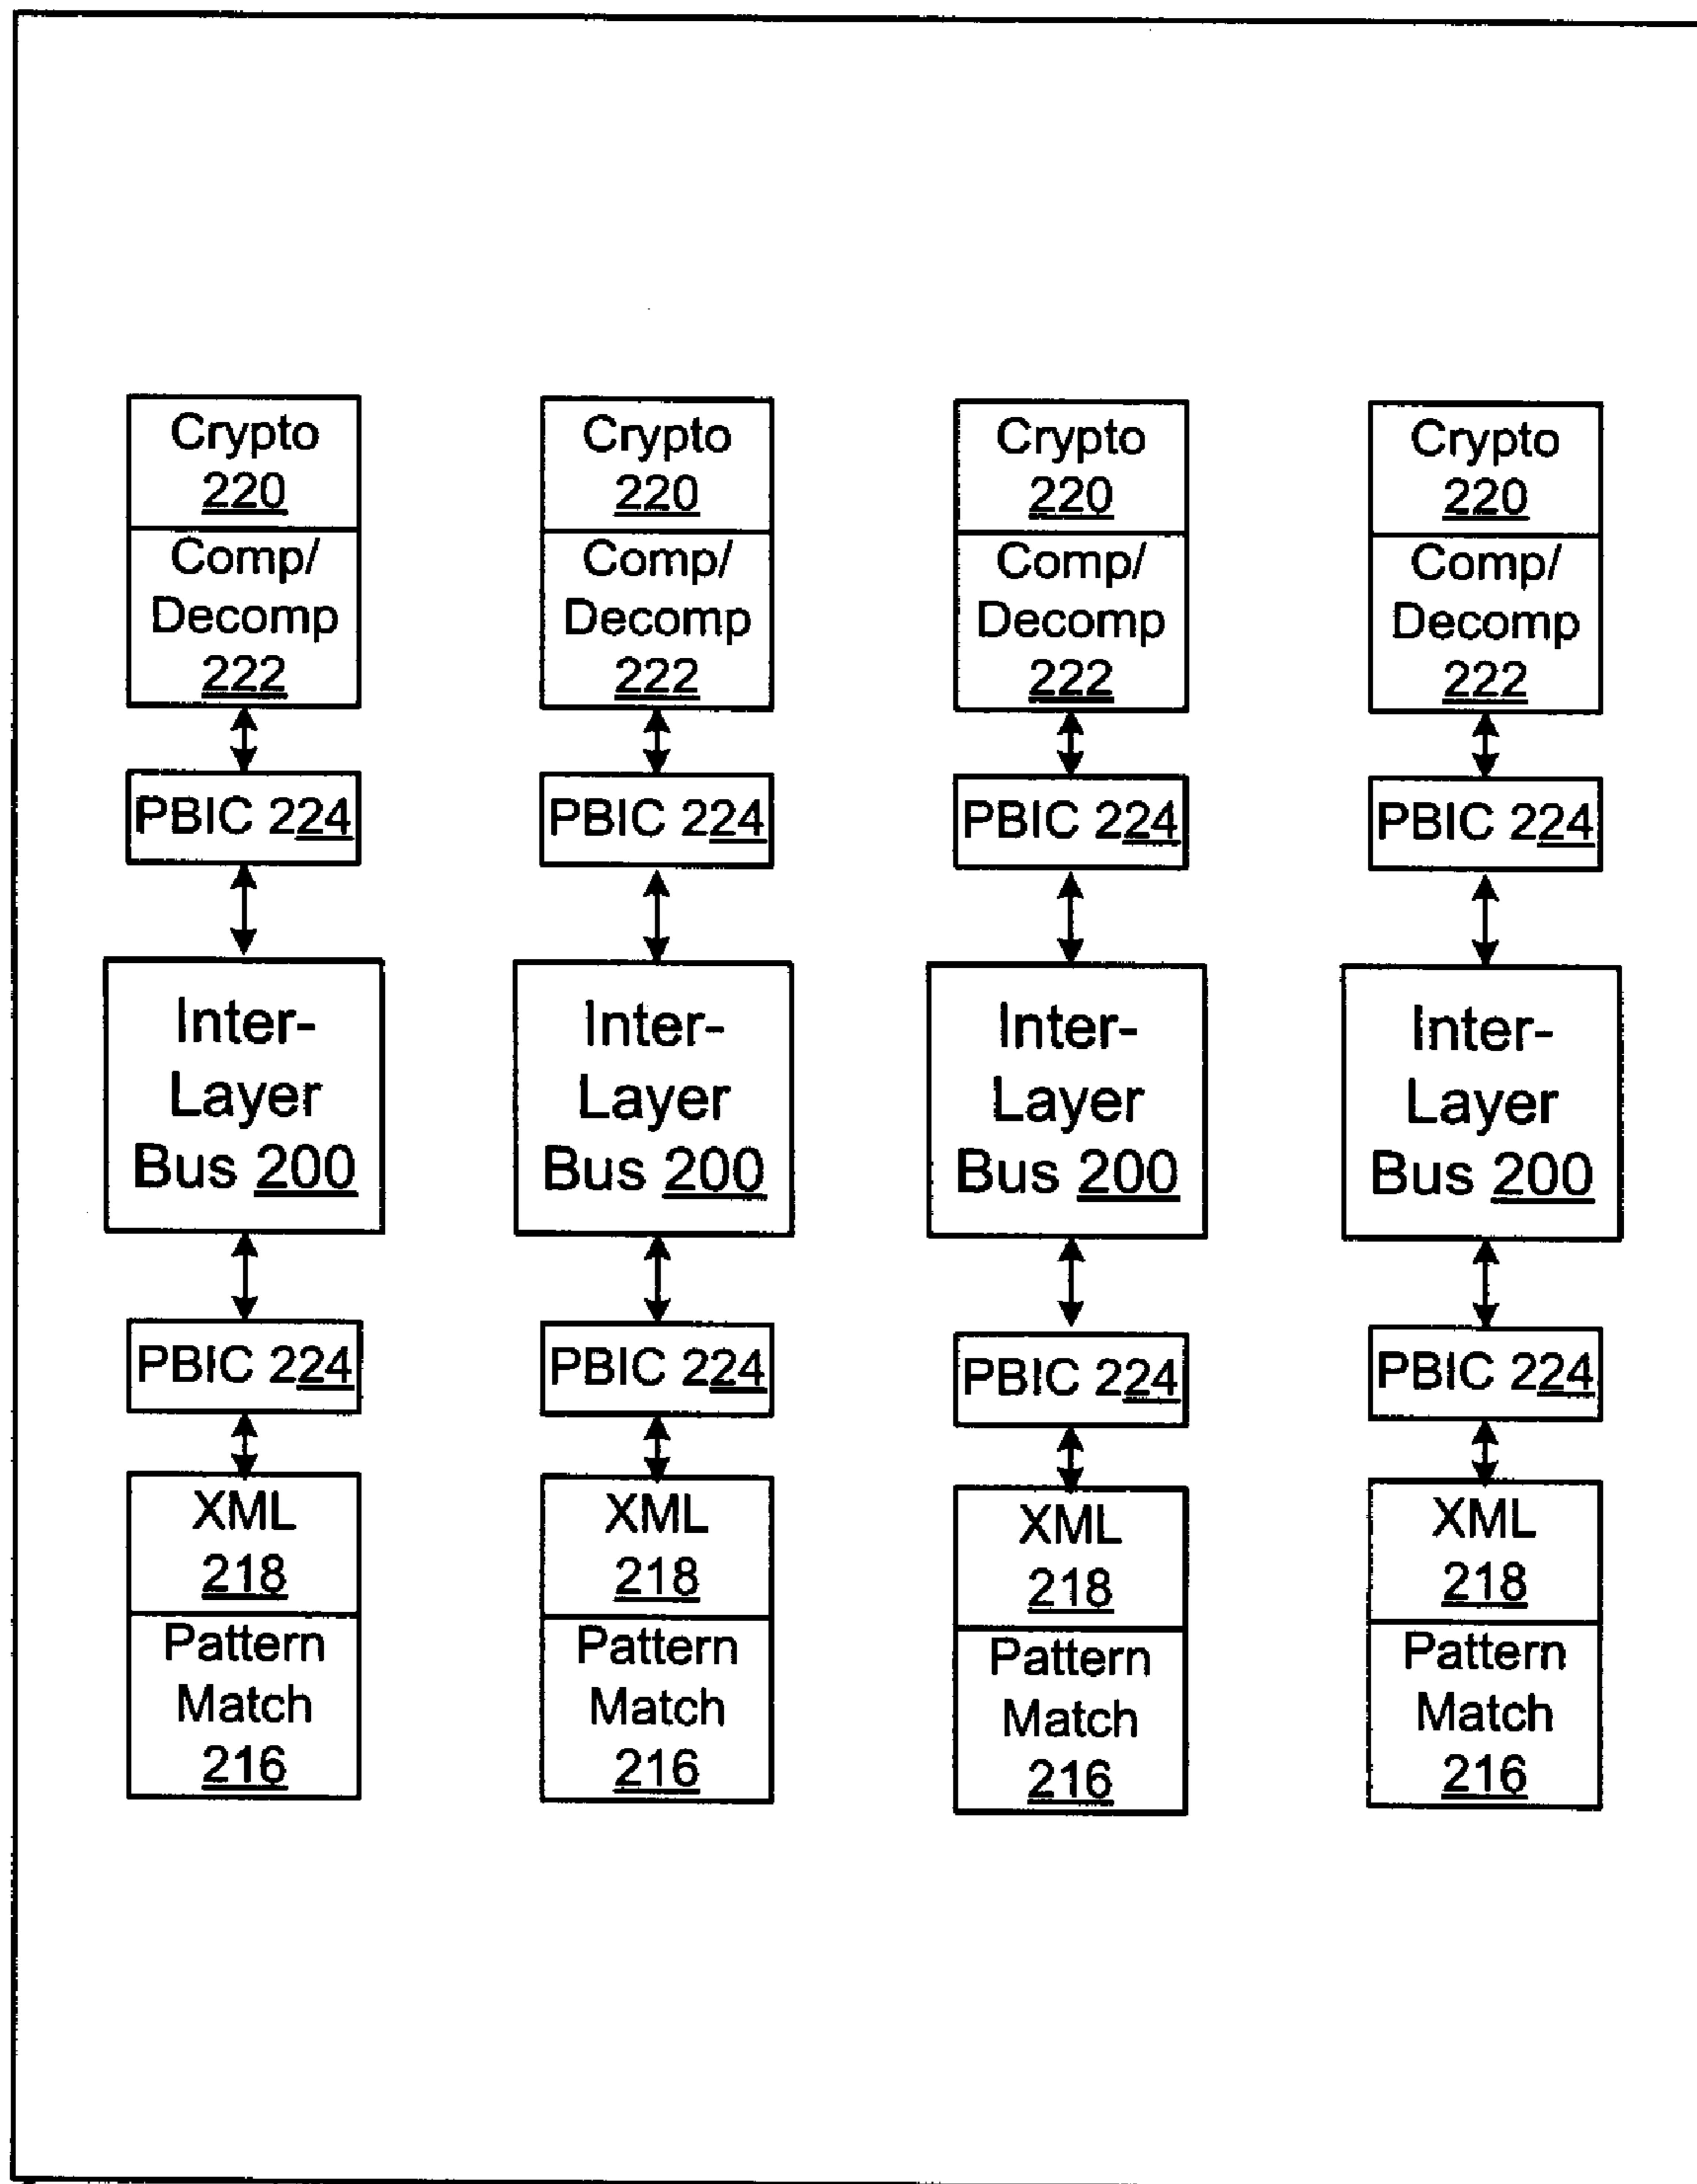 Crypto
220
Comp/
Decomp
222
PBIC 224
Inter-
Layer
Bus 200
PBIC 224
XML
218
Pattern
Match
216
Crypto
220
Comp/
Decomp
222
PBIC 224
Inter-
Layer
Bus 200
PBIC 224
XML
218
Pattern
Match
216
Crypto
220
Comp/
Decomp
222
PBIC 224
Inter-
Layer
Bus 200
PBIC 224
XML
218
Pattern
Match
216
Crypto
220
Comp/
Decomp
222
PBIC 224
Inter-
Layer
Bus 200
PBIC 224
XML
218
Pattern
Match
216